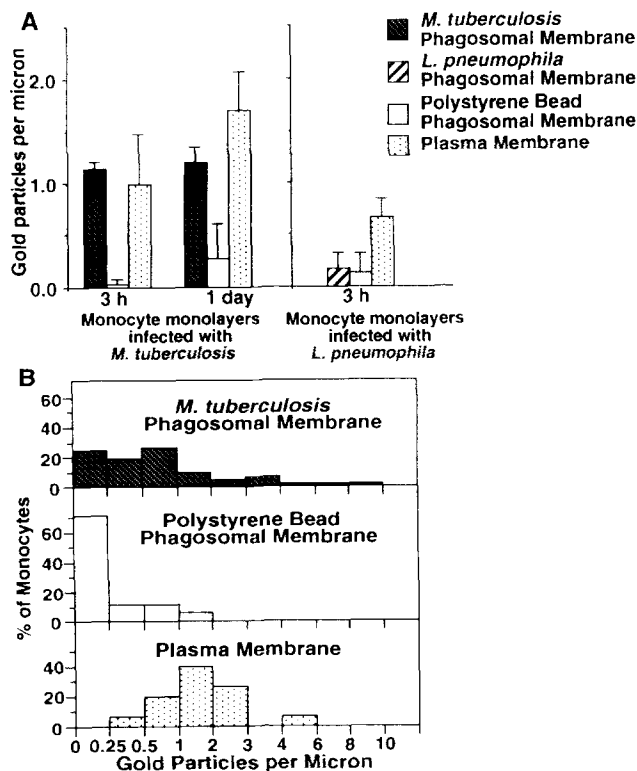 A
M. tuberculosis
Phagosomal Membrane
L. pneumophila
Phagosomal Membrane
Polystyrene Bead
Phagosomal Membrane
Plasma Membrane
Gold particles per micron
2.0
1.0
0.0
3 h
1 day
3 h
Monocyte monolayers
infected with
M. tuberculosis
Monocyte monolayers
infected with
L. pneumophila
B
% of Monocytes
60
40
20
0
M. tuberculosis
Phagosomal Membrane
60
40
20
0
Polystyrene Bead
Phagosomal Membrane
40
20
0
Plasma Membrane
0 0.25 0.5 1 2 3 4 6 8 10
Gold Particles per Micron